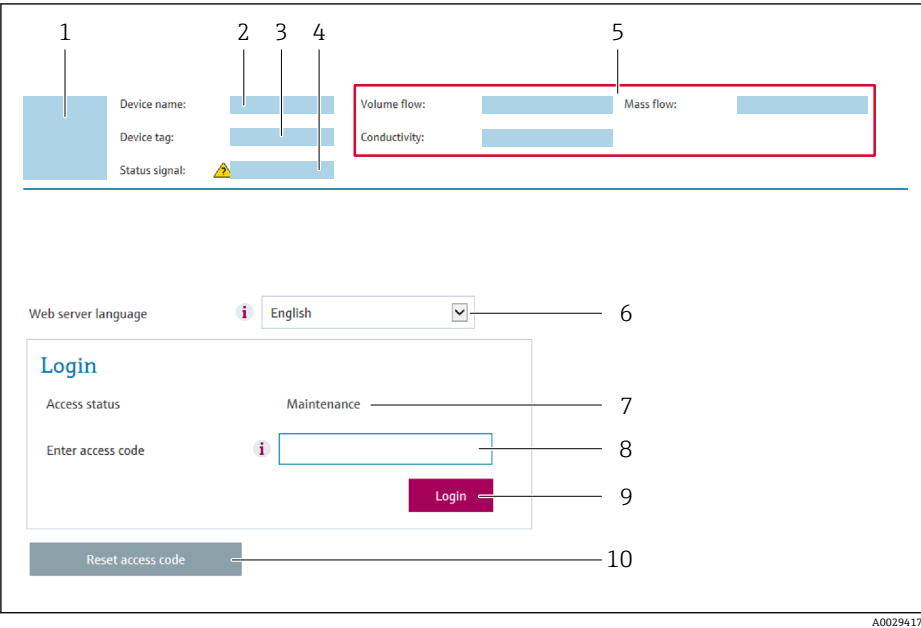 1 2 3 4 5
Device name: Volume flow: Mass flow:
Device tag: Conductivity:
Status signal:
Web server language i English 6
Login
Access status Maintenance 7
Enter access code i 8
Login 9
Reset access code 10
A0029417